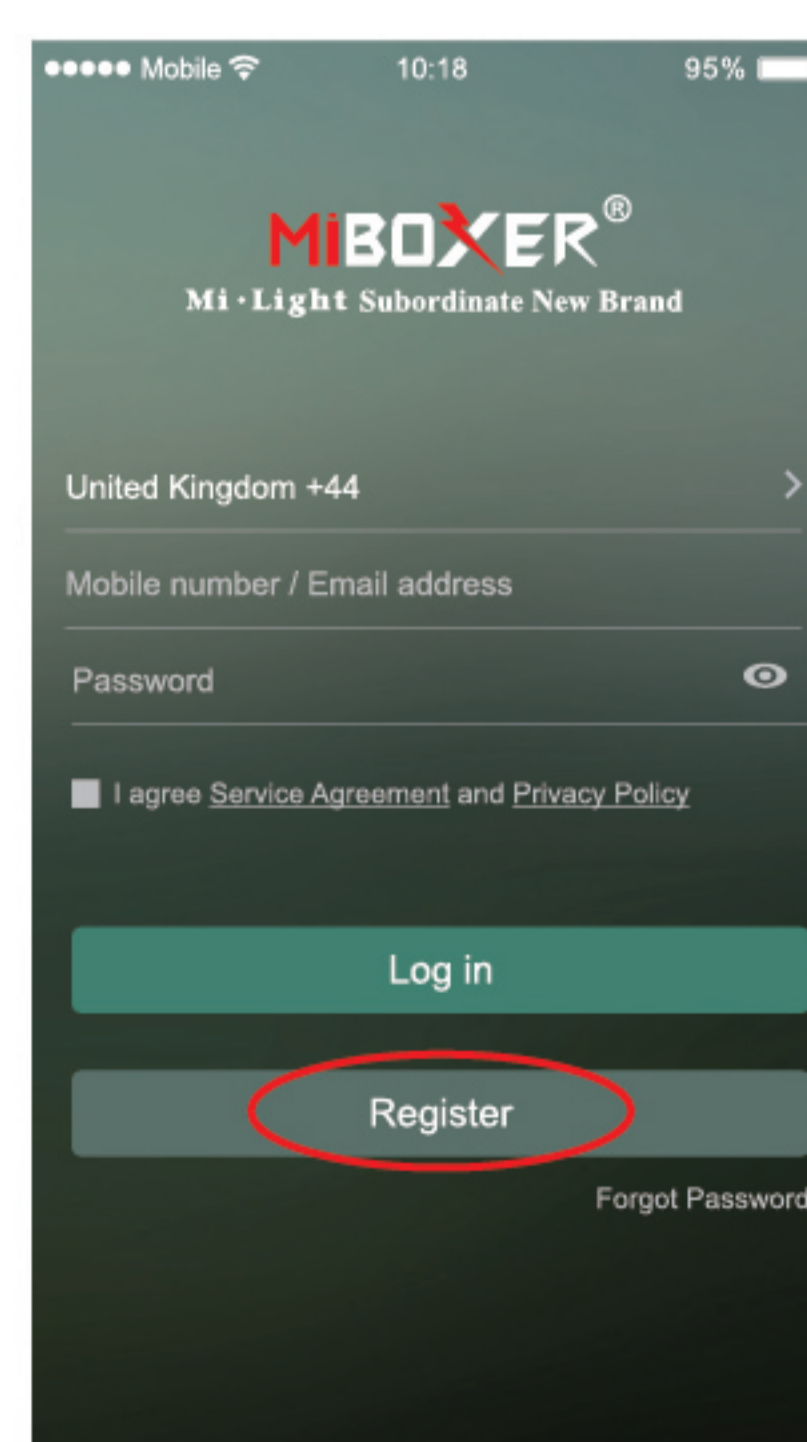 Mobile 10:18 95%
MiBOXER®
Mi·Light Subordinate New Brand
United Kingdom +44
Mobile number / Email address
Password
I agree Service Agreement and Privacy Policy
Log in
Register
Forgot Password